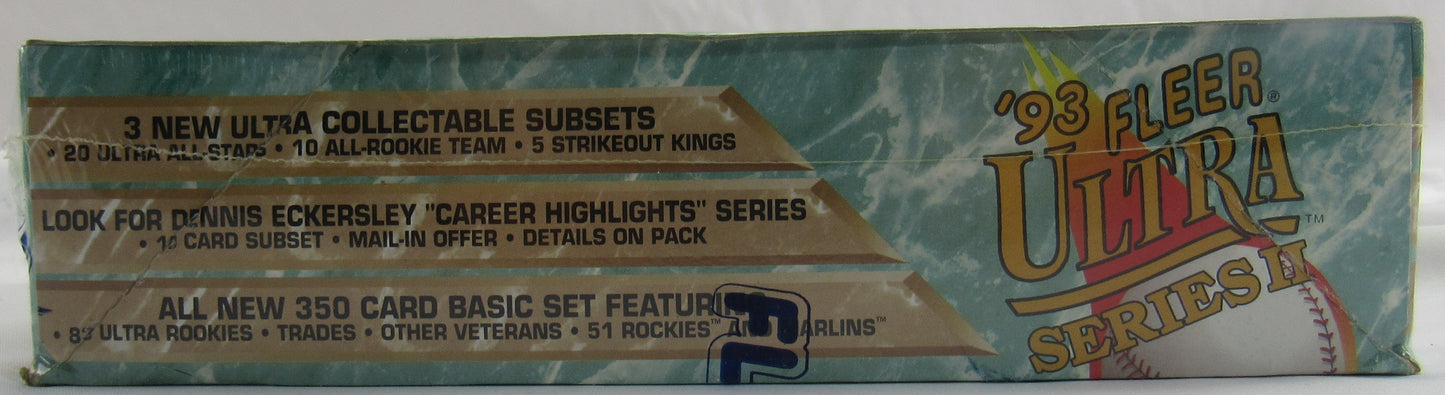 3 NEW ULTRA COLLECTABLE SUBSETS
• 20 ULTRA ALL-STARS • 10 ALL-ROOKIE TEAM • 5 STRIKEOUT KINGS
LOOK FOR DENNIS ECKERSLEY "CAREER HIGHLIGHTS" SERIES
• CARD SUBSET • MAIL-IN OFFER • DETAILS ON PACK
ALL NEW 350 CARD BASIC SET FEATURING
• ULTRA ROOKIES • TRADES • OTHER VETERANS • 51 ROCKIES™ AND MARLINS™
FL
'93 FLEER®
ULTRA™
SERIES II